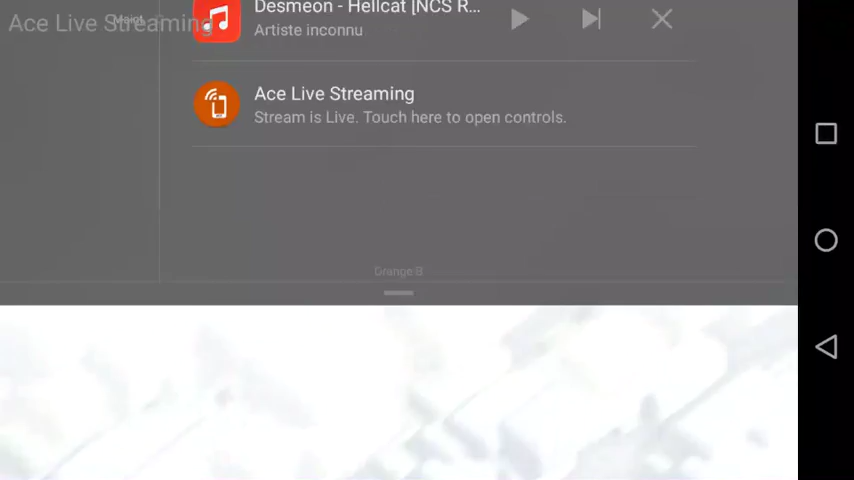 Ace Live Streaming
Desmeon - Hellcat [NCS R...
Artiste inconnu
Ace Live Streaming
Stream is Live. Touch here to open controls.
Orange B